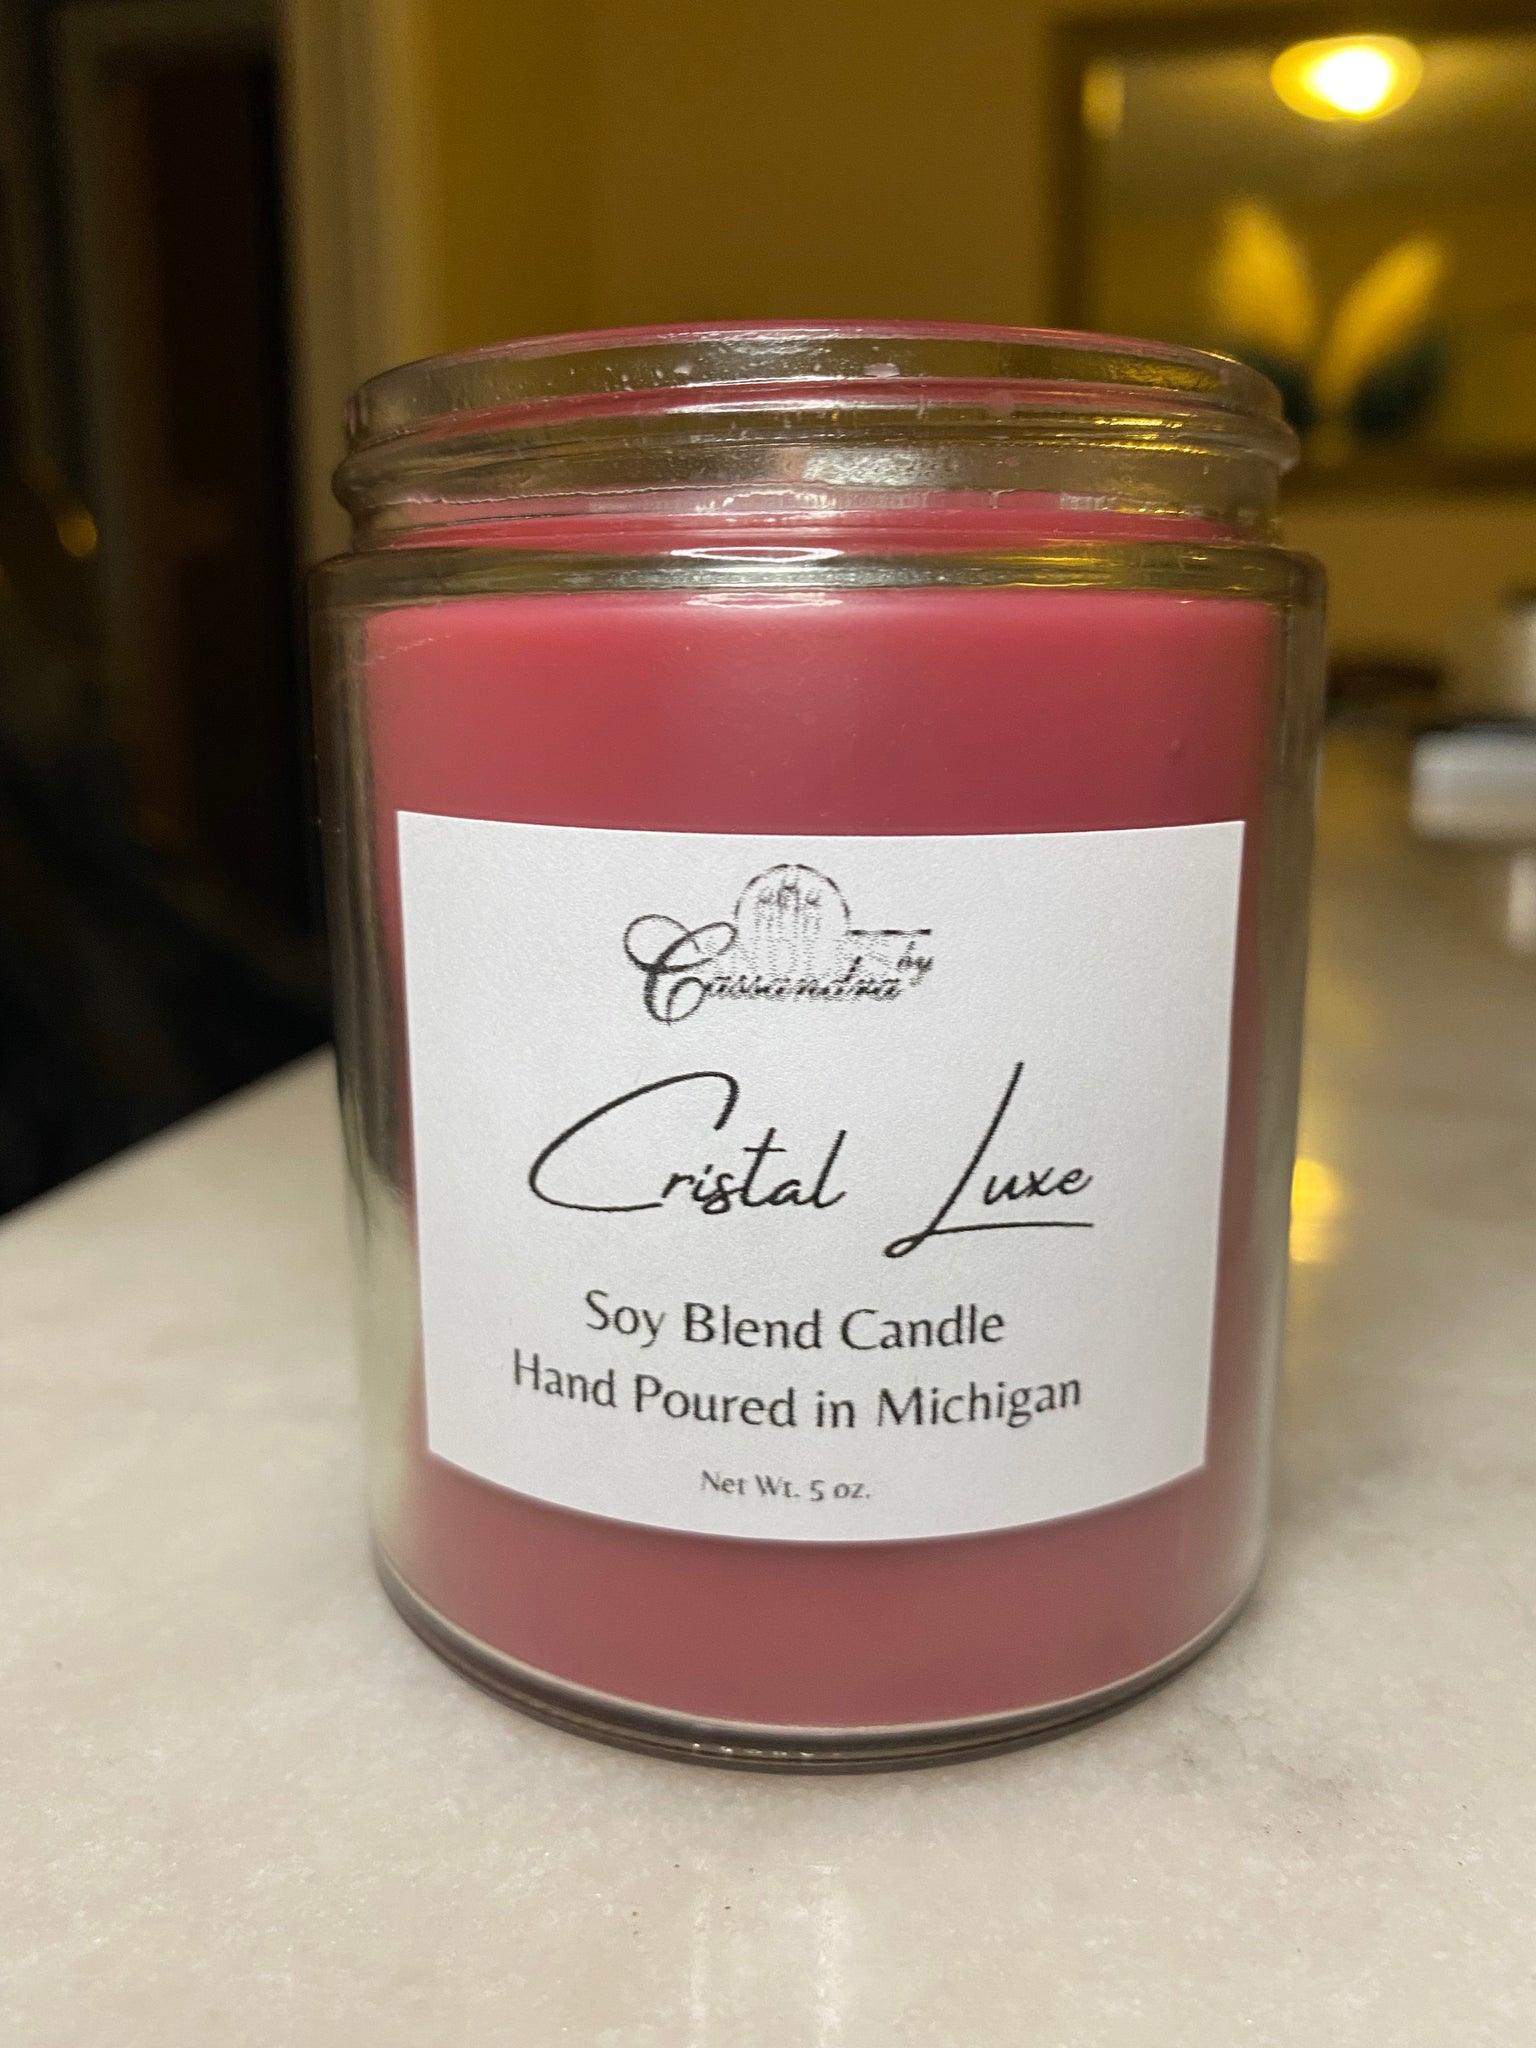 by
Cassandra
Cristal Luxe
Soy Blend Candle
Hand Poured in Michigan
Net Wt. 5 oz.